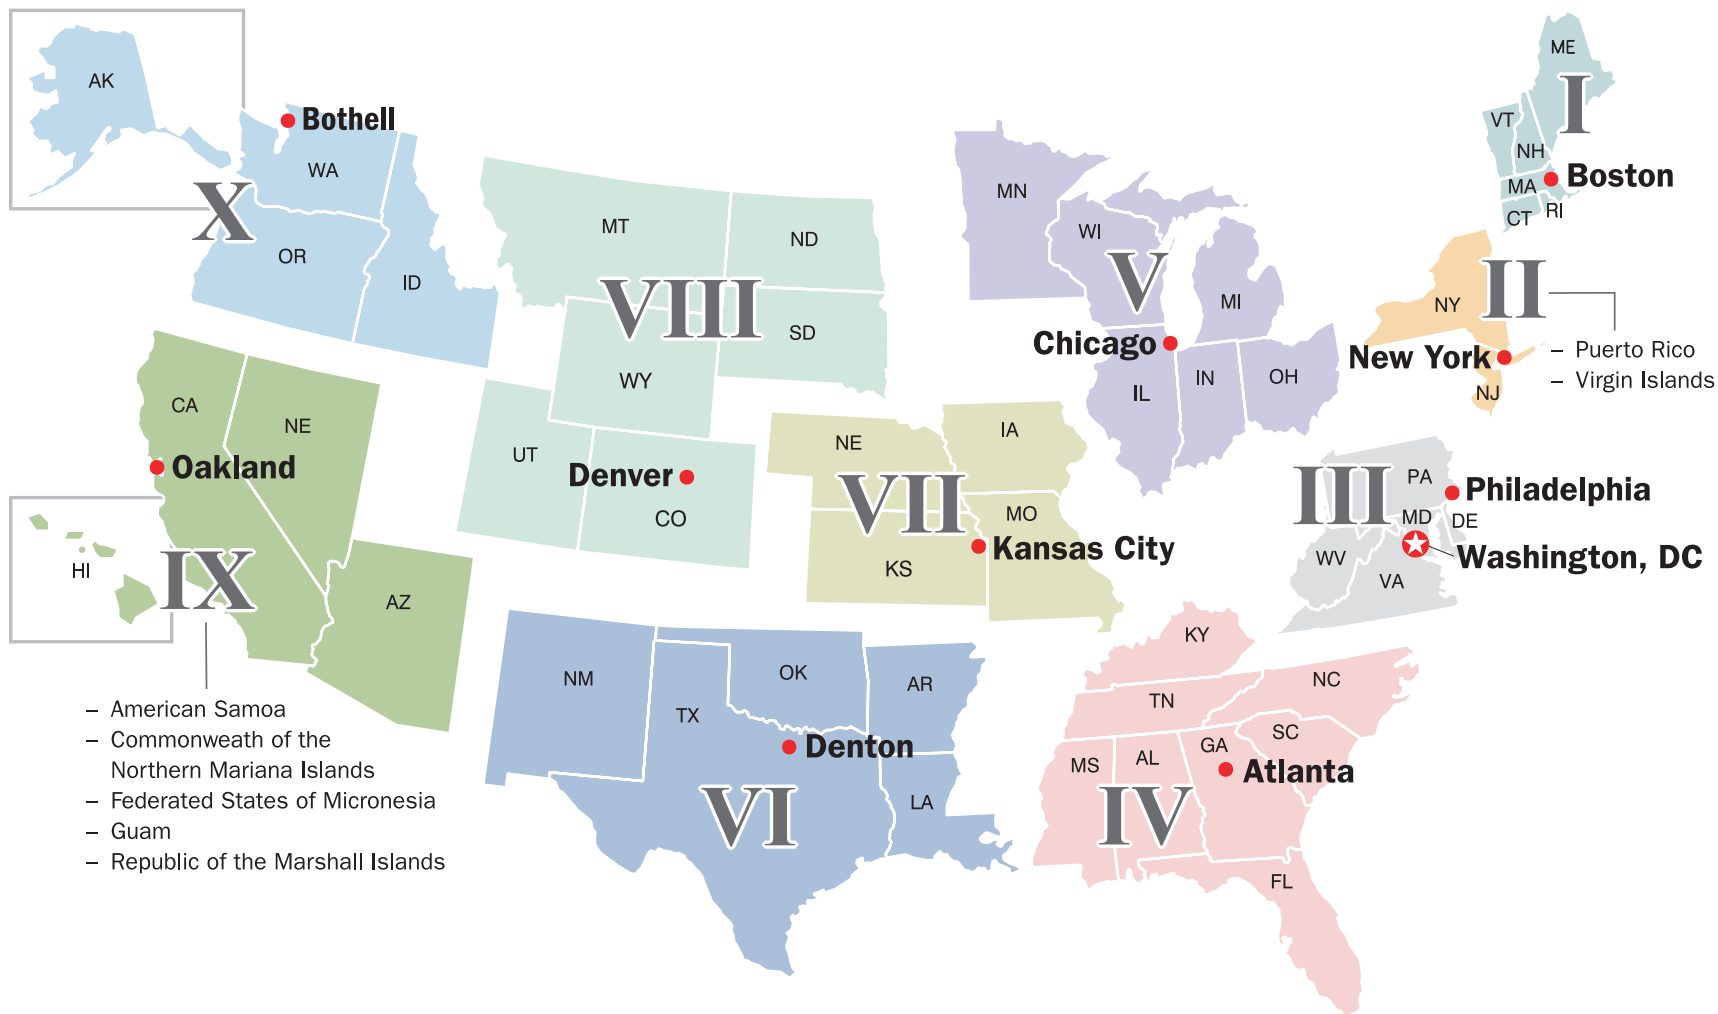 AK
Bothell
WA
X
OR
ID
MT
ND
VIII
SD
WY
UT
Denver
CO
MN
WI
V
MI
Chicago
IL
IN
OH
ME
I
VT
NH
Boston
MA
CT
RI
II
NY
New York
NJ
– Puerto Rico
– Virgin Islands
CA
NE
Oakland
HI
IX
AZ
– American Samoa
– Commonweath of the
Northern Mariana Islands
– Federated States of Micronesia
– Guam
– Republic of the Marshall Islands
NE
IA
VII
MO
Kansas City
KS
III
PA
Philadelphia
MD
DE
Washington, DC
WV
VA
NM
OK
AR
TX
Denton
VI
LA
KY
NC
TN
SC
GA
AL
MS
Atlanta
IV
FL